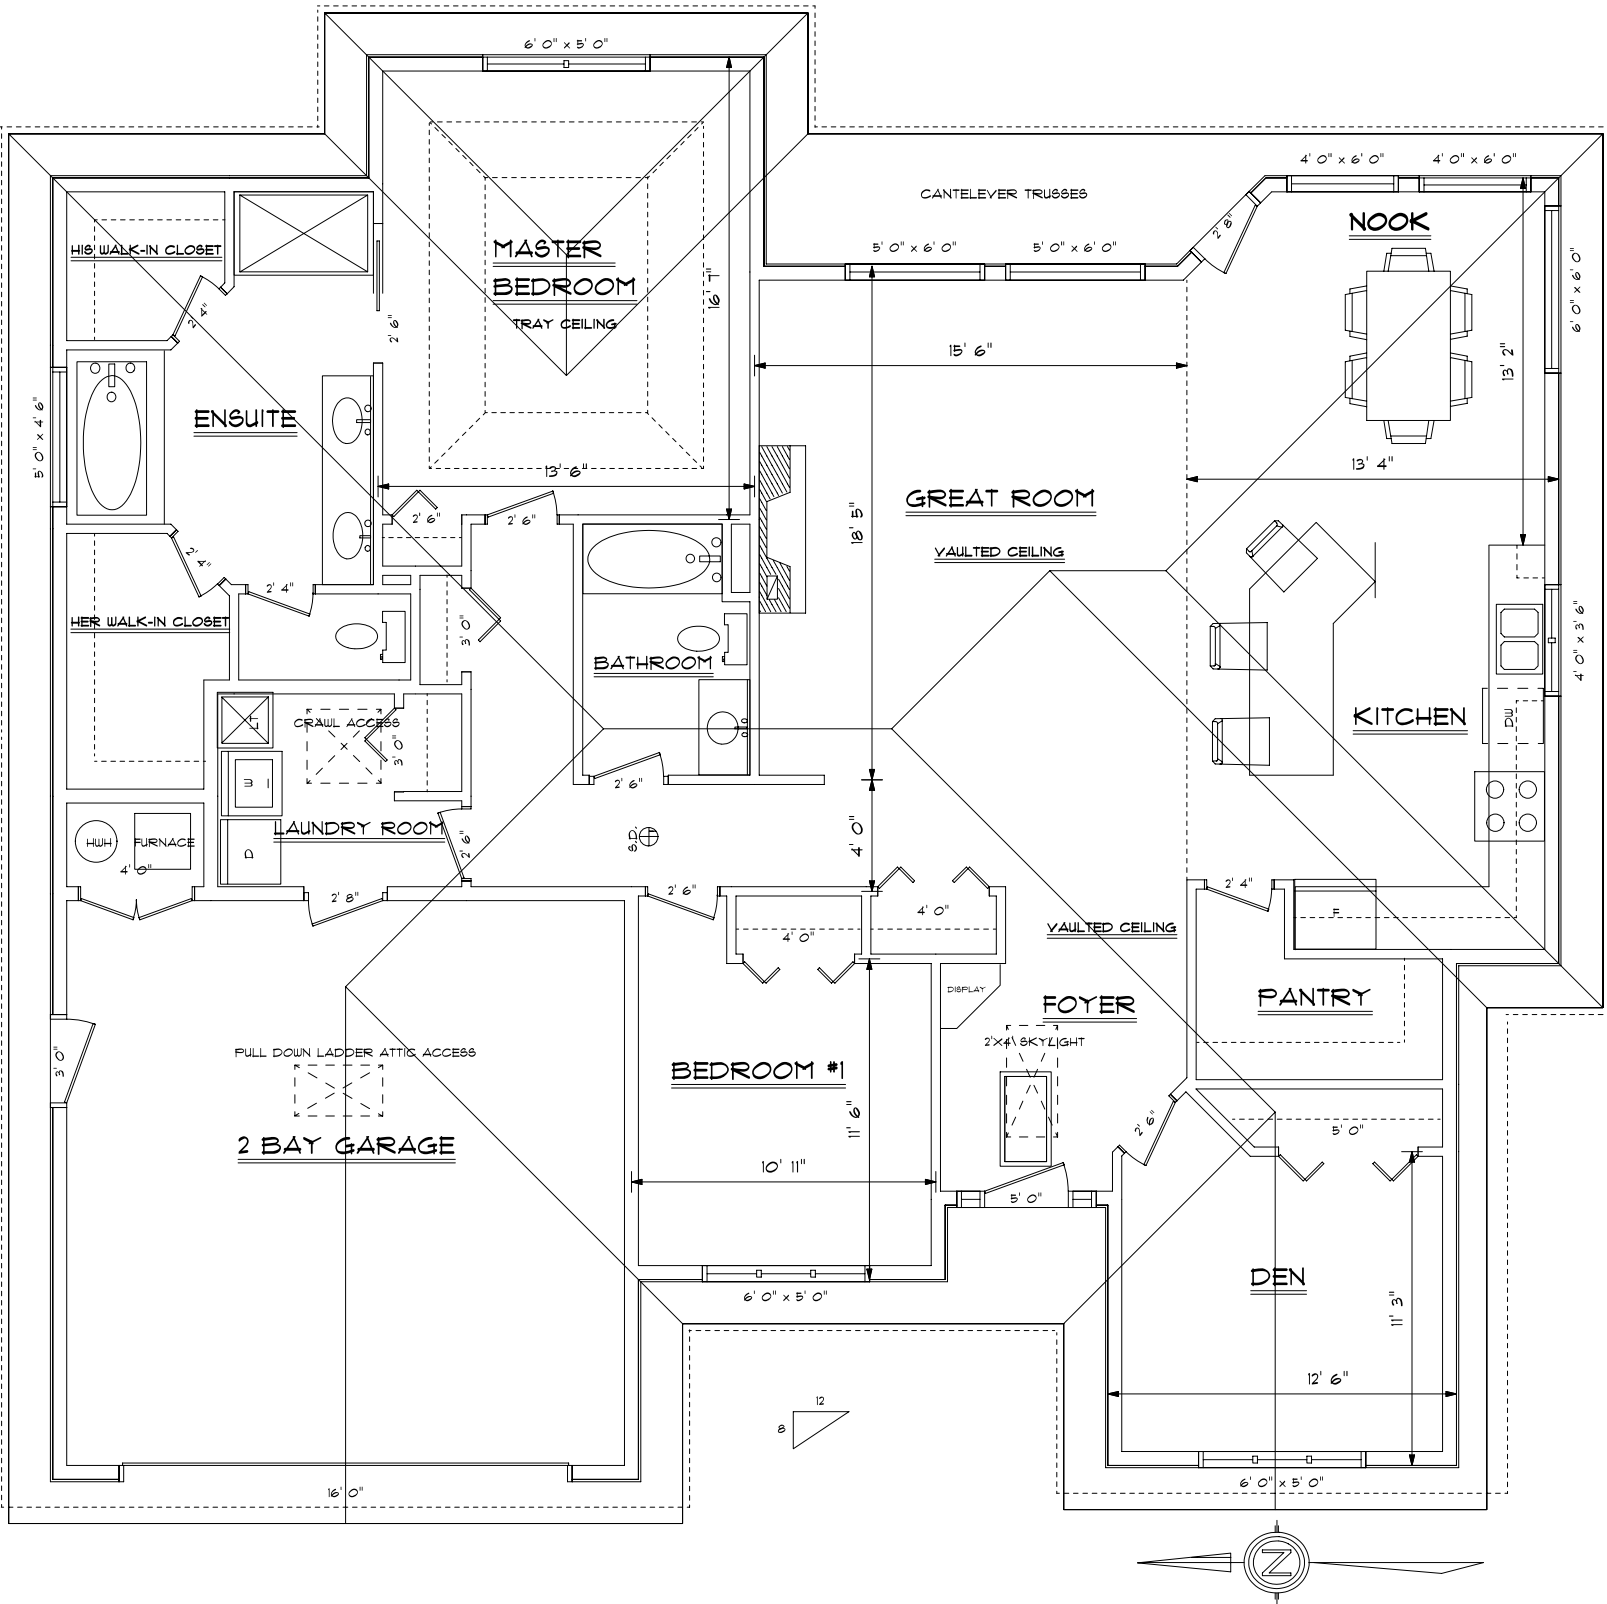 6' 0" x 5' 0"
4' 0" x 6' 0"
4' 0" x 6' 0"
CANTELEVER TRUSSES
HIS WALK-IN CLOSET
MASTER
BEDROOM
TRAY CEILING
16' 7"
5' 0" x 6' 0"
5' 0" x 6' 0"
2' 8"
NOOK
6' 0" x 6' 0"
2' 4"
2' 6"
15' 6"
13' 2"
5' 0" x 4' 6"
ENSUITE
13' 6"
13' 4"
2' 6"
2' 6"
GREAT ROOM
18' 5"
VAULTED CEILING
2' 4"
2' 4"
HER WALK-IN CLOSET
3' 0"
BATHROOM
4' 0" x 3' 6"
LT
CRAWL ACCESS
3' 0"
KITCHEN
DW
W
2' 6"
HWH
FURNACE
4' 0"
LAUNDRY ROOM
D
2' 6"
S.D.
4' 0"
2' 8"
2' 6"
4' 0"
4' 0"
2' 4"
F
VAULTED CEILING
DISPLAY
FOYER
PANTRY
3' 0"
PULL DOWN LADDER ATTIC ACCESS
2'X4' SKYLIGHT
BEDROOM #1
11' 6"
2' 6"
5' 0"
2 BAY GARAGE
10' 11"
5' 0"
DEN
11' 3"
6' 0" x 5' 0"
12' 6"
12
8
6' 0" x 5' 0"
16' 0"
N